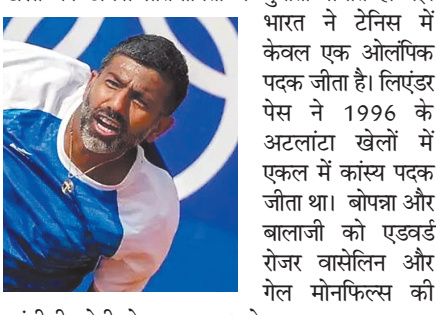 भारत ने टेनिस में
केवल एक ओलंपिक
पदक जीता है। लिएंडर
पेस ने 1996 के
अटलांटा खेलों में
एकल में कांस्य पदक
जीता था। बोपन्ना और
बालाजी को एडवर्ड
रोजर वासेलिन और
गेल मोनफिल्स की